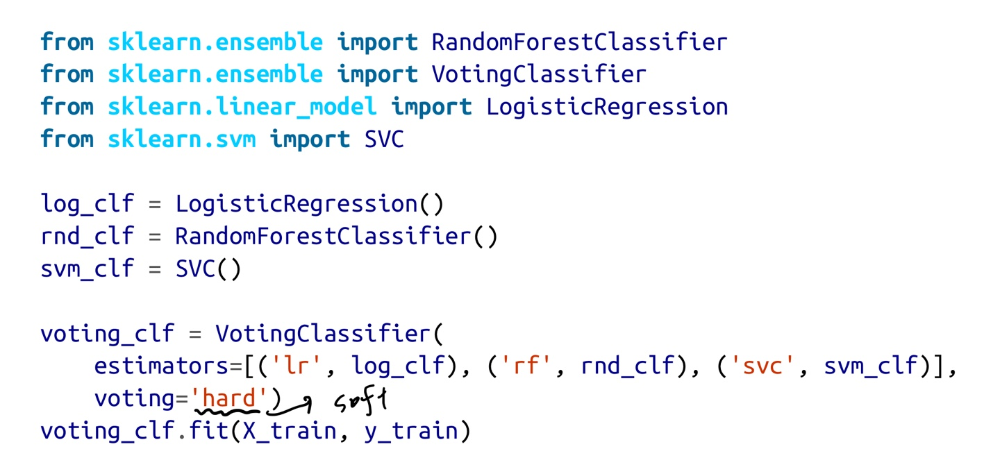 from sklearn.ensemble import RandomForestClassifier
from sklearn.ensemble import VotingClassifier
from sklearn.linear_model import LogisticRegression
from sklearn.svm import SVC

log_clf = LogisticRegression()
rnd_clf = RandomForestClassifier()
svm_clf = SVC()

voting_clf = VotingClassifier(
    estimators=[('lr', log_clf), ('rf', rnd_clf), ('svc', svm_clf)],
    voting='hard') → soft
voting_clf.fit(X_train, y_train)